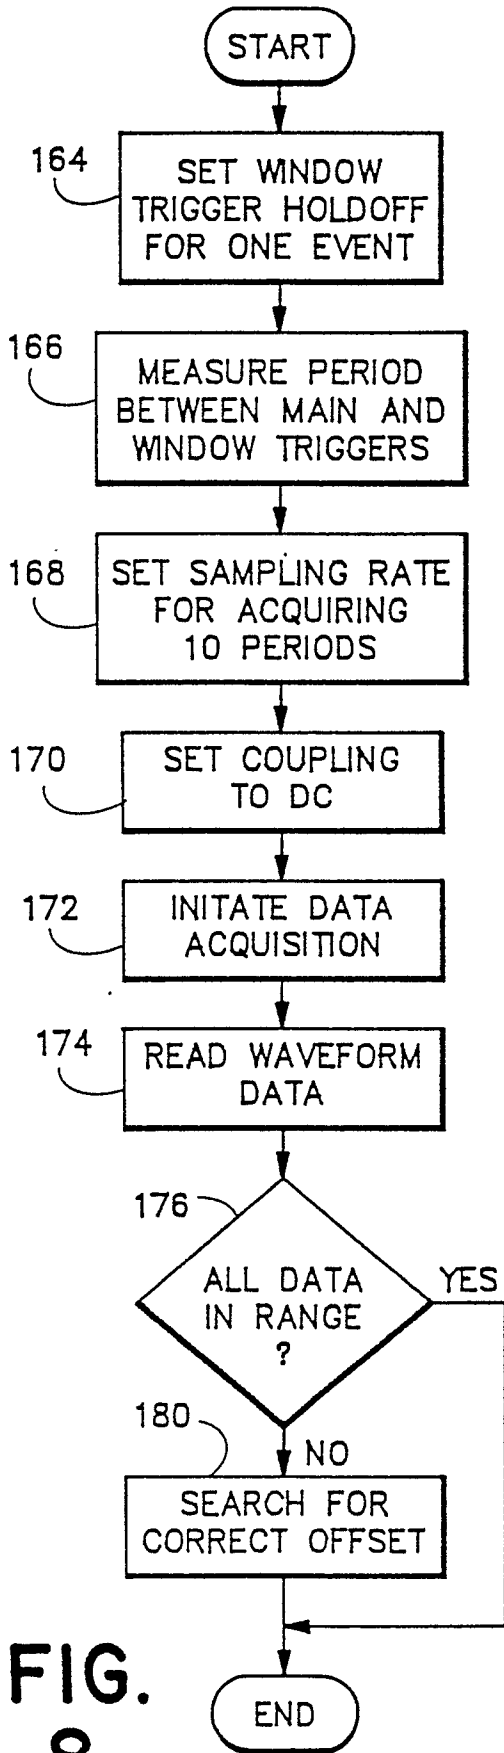 START
164
SET WINDOW
TRIGGER HOLDOFF
FOR ONE EVENT
166
MEASURE PERIOD
BETWEEN MAIN AND
WINDOW TRIGGERS
168
SET SAMPLING RATE
FOR ACQUIRING
10 PERIODS
170
SET COUPLING
TO DC
172
INITATE DATA
ACQUISITION
174
READ WAVEFORM
DATA
176
ALL DATA
IN RANGE
?
YES
180
NO
SEARCH FOR
CORRECT OFFSET
END
FIG.